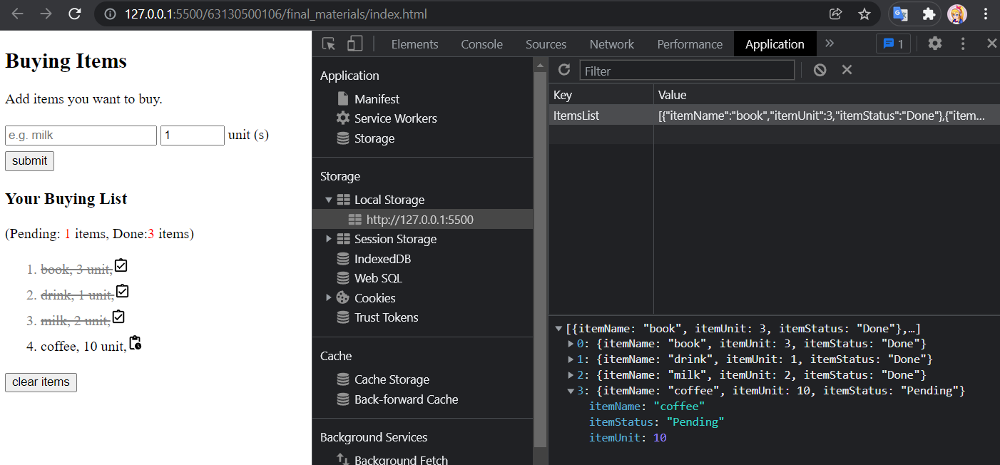 127.0.0.1:5500/63130500106/final_materials/index.html
Buying Items
Add items you want to buy.
e.g. milk 1 unit (s)
submit
Your Buying List
(Pending: 1 items, Done:3 items)
1. book, 3 unit,
2. drink, 1 unit,
3. milk, 2 unit,
4. coffee, 10 unit,
clear items
Elements Console Sources Network Performance Application » 1
Application
Manifest
Service Workers
Storage
Storage
Local Storage
http://127.0.0.1:5500
Session Storage
IndexedDB
Web SQL
Cookies
Trust Tokens
Cache
Cache Storage
Back-forward Cache
Background Services
Background Fetch
Filter
Key Value
ItemsList [{"itemName":"book","itemUnit":3,"itemStatus":"Done"},{"item...
[{itemName: "book", itemUnit: 3, itemStatus: "Done"},…]
0: {itemName: "book", itemUnit: 3, itemStatus: "Done"}
1: {itemName: "drink", itemUnit: 1, itemStatus: "Done"}
2: {itemName: "milk", itemUnit: 2, itemStatus: "Done"}
3: {itemName: "coffee", itemUnit: 10, itemStatus: "Pending"}
itemName: "coffee"
itemStatus: "Pending"
itemUnit: 10